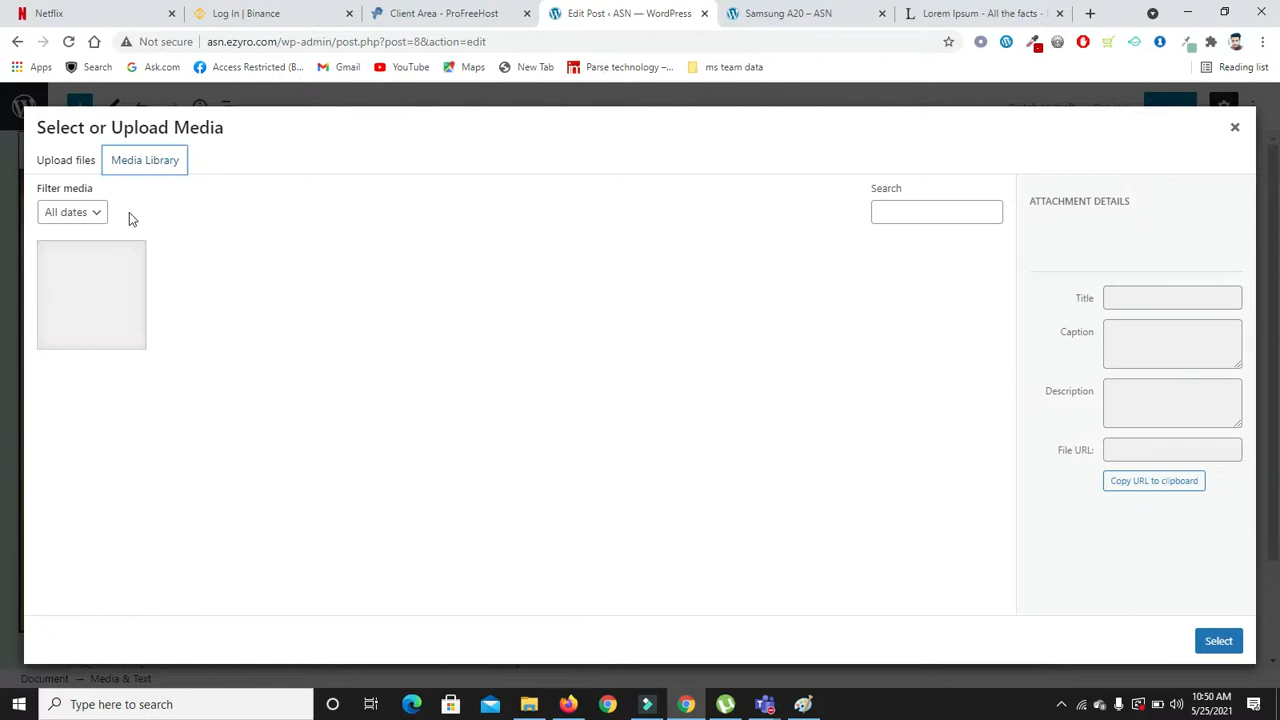 Netflix
Log In | Binance
Client Area - ProFreeHost
Edit Post ‹ ASN — WordPress
Samsung A20 – ASN
Lorem Ipsum - All the facts -
Not secure
asn.ezyro.com/wp-admin/post.php?post=8&action=edit
Apps
Search
Ask.com
Access Restricted (B...
Gmail
YouTube
Maps
New Tab
Parse technology –...
ms team data
Reading list
Select or Upload Media
Upload files
Media Library
Filter media
All dates
Search
ATTACHMENT DETAILS
Title
Caption
Description
File URL:
Copy URL to clipboard
Select
Document → Media & Text
Type here to search
10:50 AM
5/25/2021